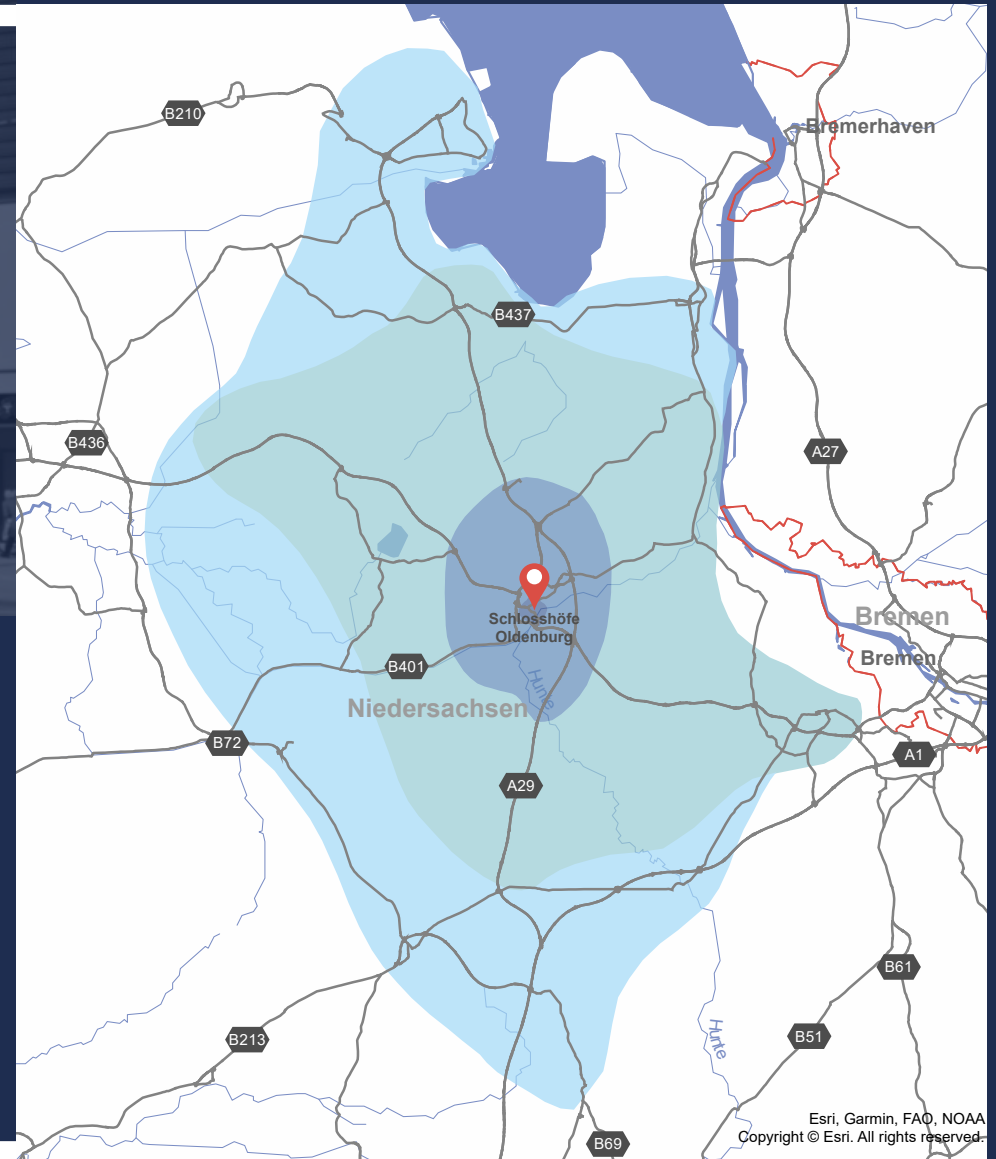 B210
Bremerhaven
B437
B436
A27
Schlosshöfe
Oldenburg
Bremen
Bremen
B401
Hunte
Niedersachsen
B72
A1
A29
B61
B213
B51
Hunte
Esri, Garmin, FAO, NOAA
B69
Copyright © Esri. All rights reserved.